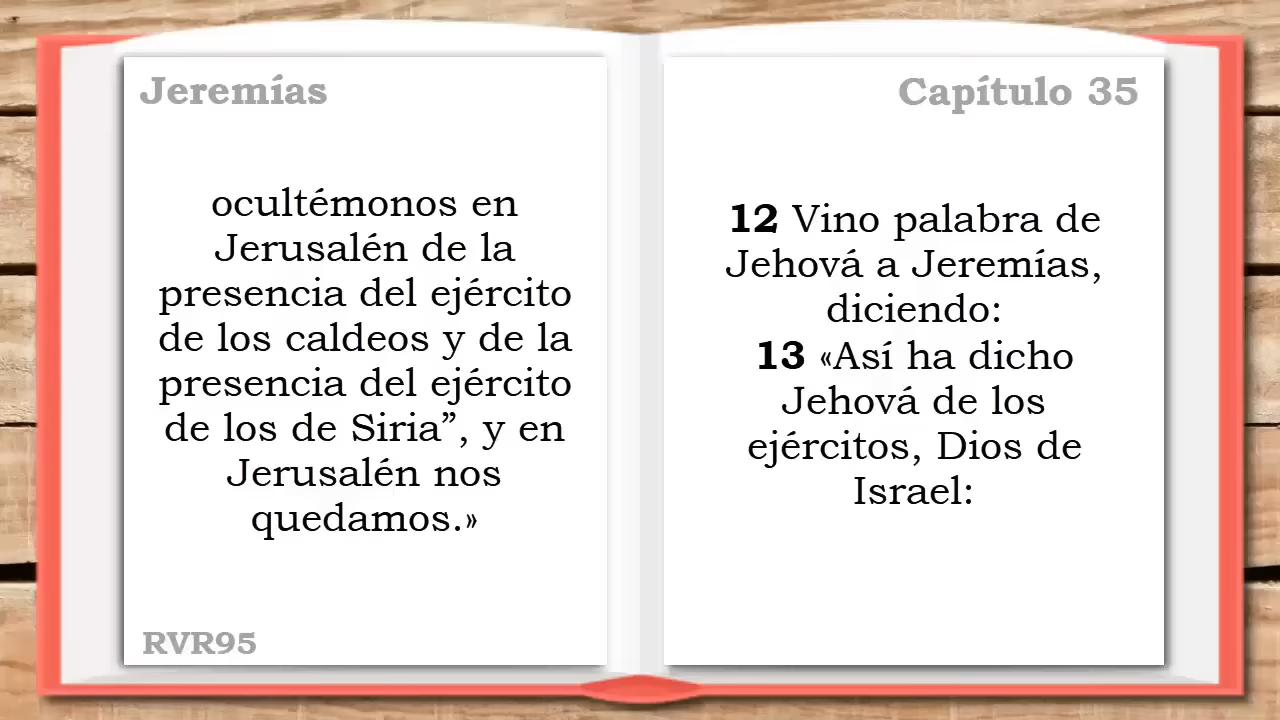 Jeremías
ocultémonos en
Jerusalén de la
presencia del ejército
de los caldeos y de la
presencia del ejército
de los de Siria”, y en
Jerusalén nos
quedamos.»
RVR95
Capítulo 35
12 Vino palabra de
Jehová a Jeremías,
diciendo:
13 «Así ha dicho
Jehová de los
ejércitos, Dios de
Israel: